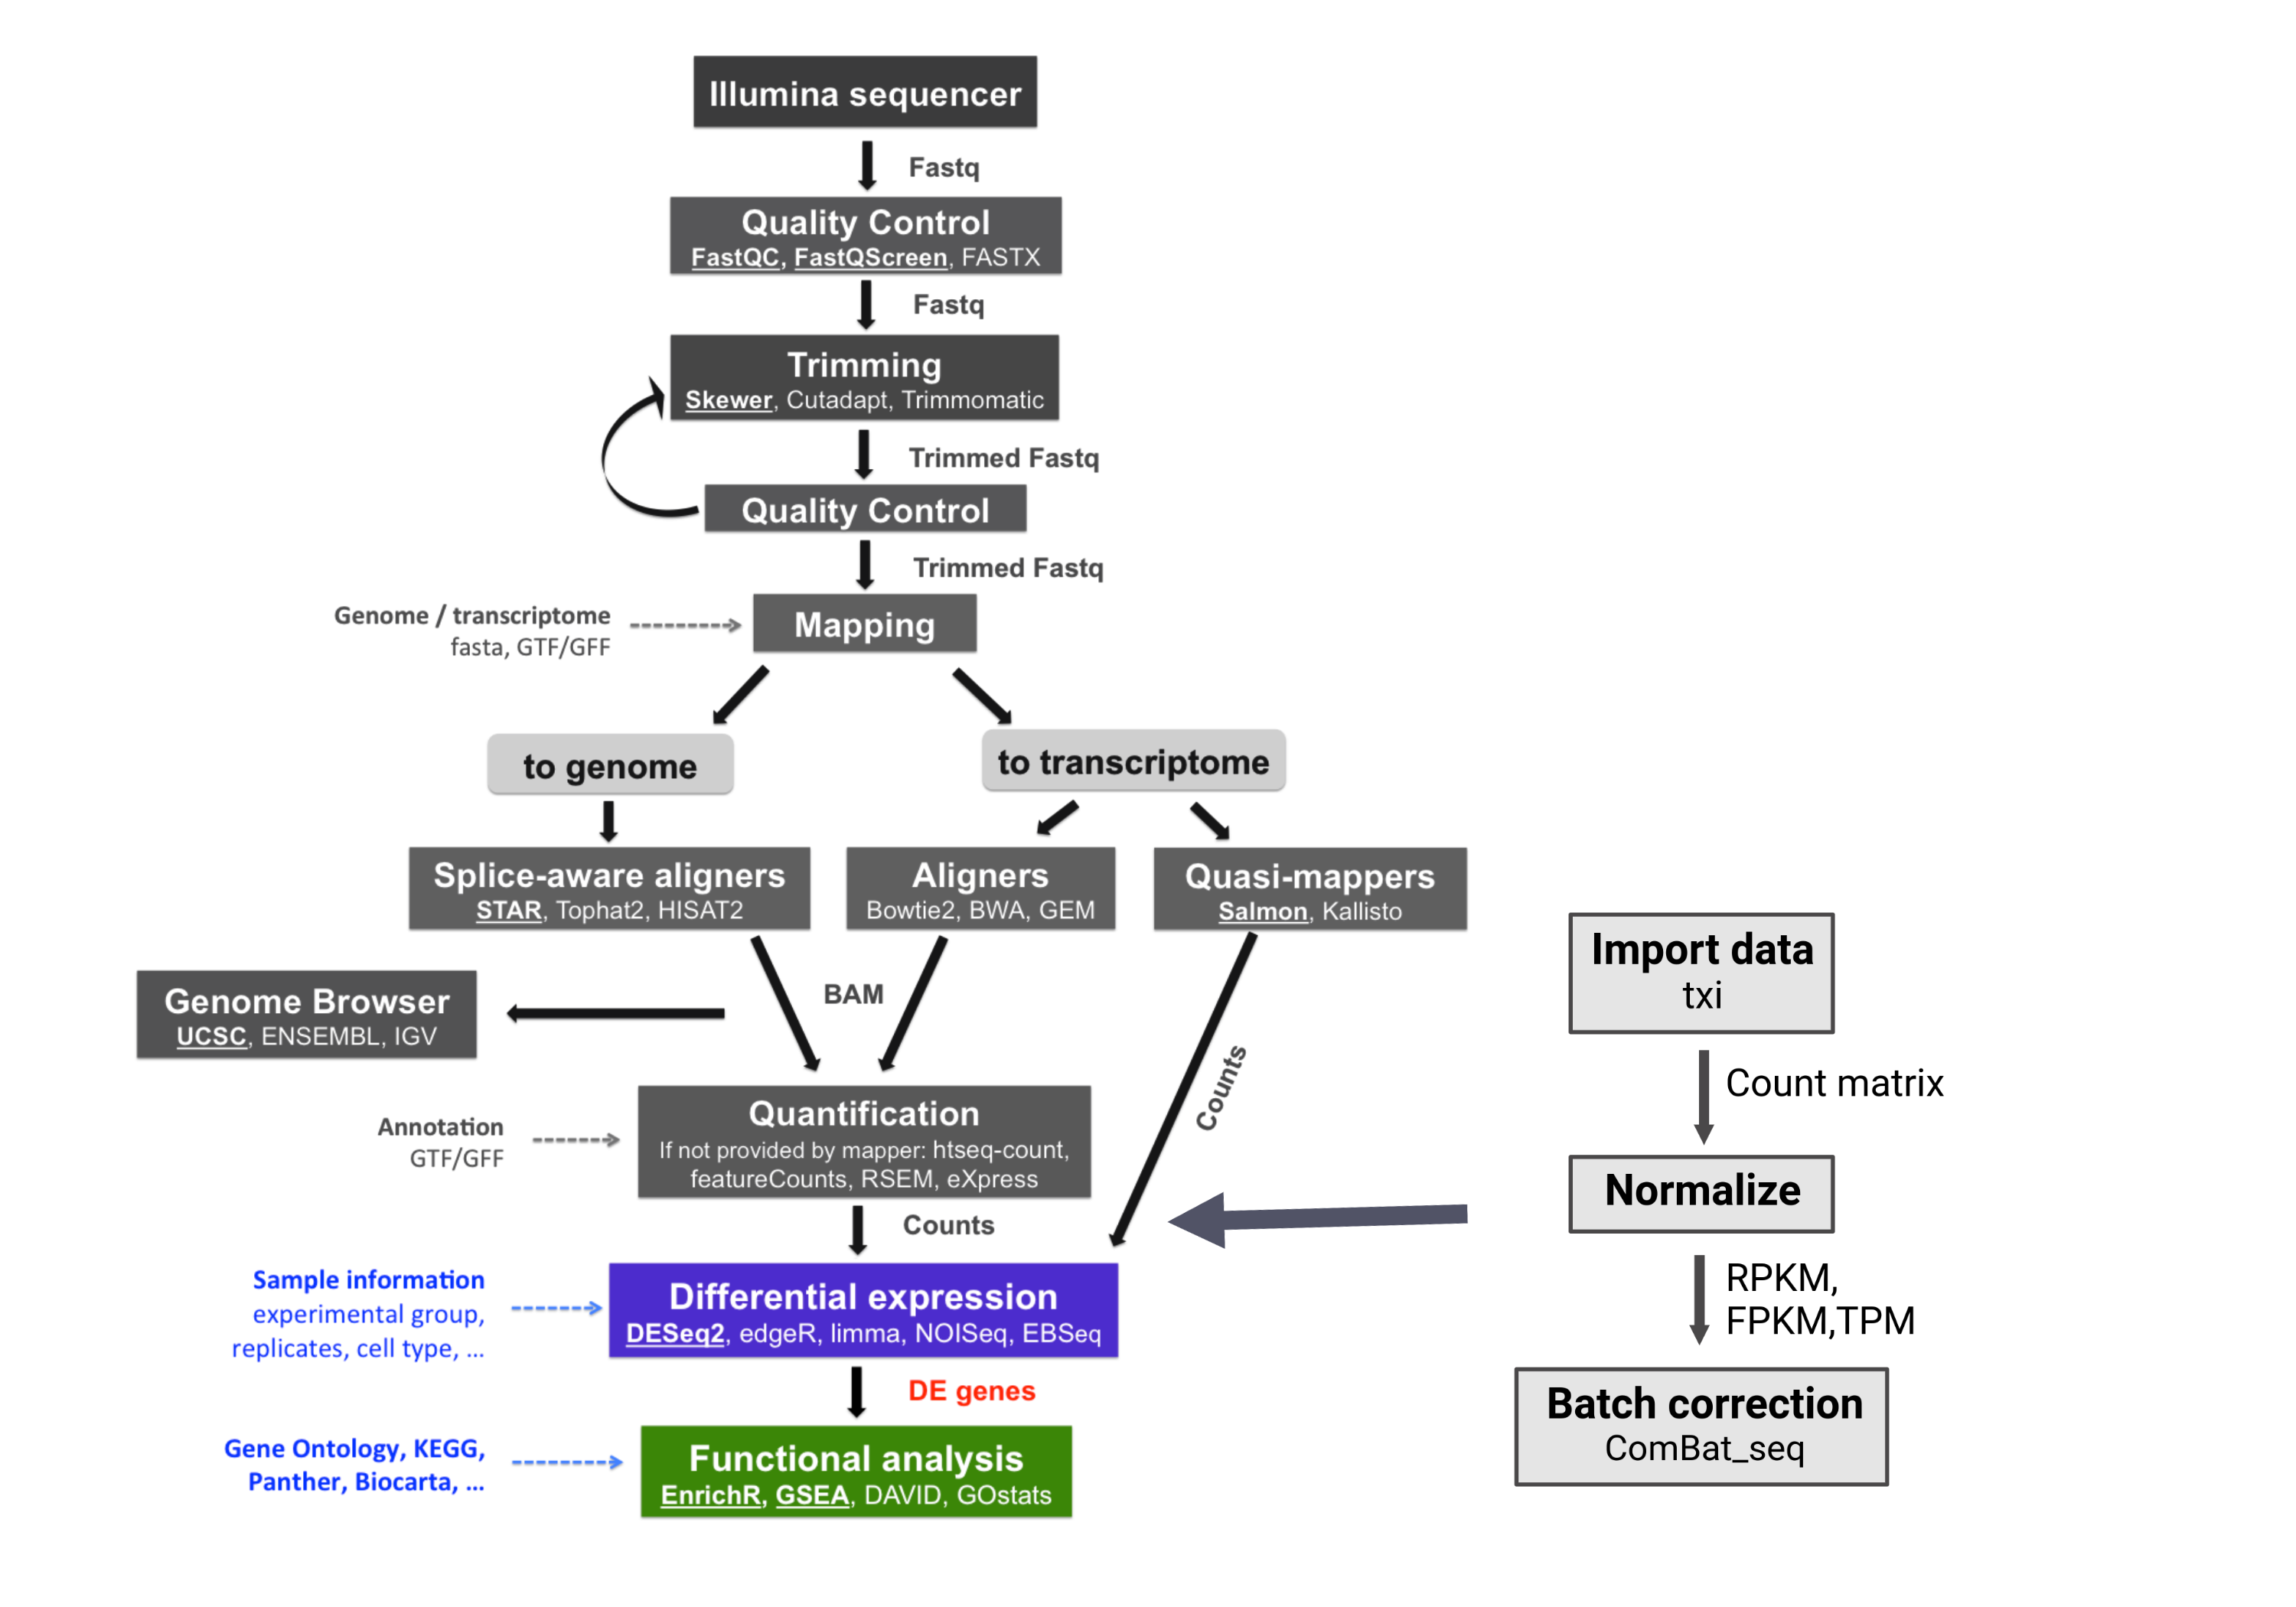 Illumina sequencer
Fastq
Quality Control
FastQC, FastQScreen, FASTX
Fastq
Trimming
Skewer, Cutadapt, Trimmomatic
Trimmed Fastq
Quality Control
Trimmed Fastq
Genome / transcriptome
fasta, GTF/GFF
Mapping
to genome
to transcriptome
Splice-aware aligners
STAR, Tophat2, HISAT2
Aligners
Bowtie2, BWA, GEM
Quasi-mappers
Salmon, Kallisto
Genome Browser
UCSC, ENSEMBL, IGV
BAM
Counts
Annotation
GTF/GFF
Quantification
If not provided by mapper: htseq-count,
featureCounts, RSEM, eXpress
Counts
Sample information
experimental group,
replicates, cell type, ...
Differential expression
DESeq2, edgeR, limma, NOISeq, EBSeq
DE genes
Gene Ontology, KEGG,
Panther, Biocarta, ...
Functional analysis
EnrichR, GSEA, DAVID, GOstats
Import data
txi
Count matrix
Normalize
RPKM,
FPKM,TPM
Batch correction
ComBat_seq